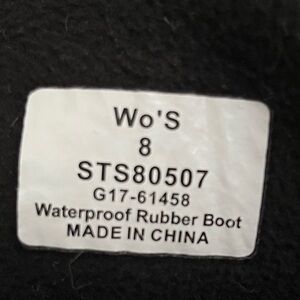 Wo'S
8
STS80507
G17-61458
Waterproof Rubber Boot
MADE IN CHINA